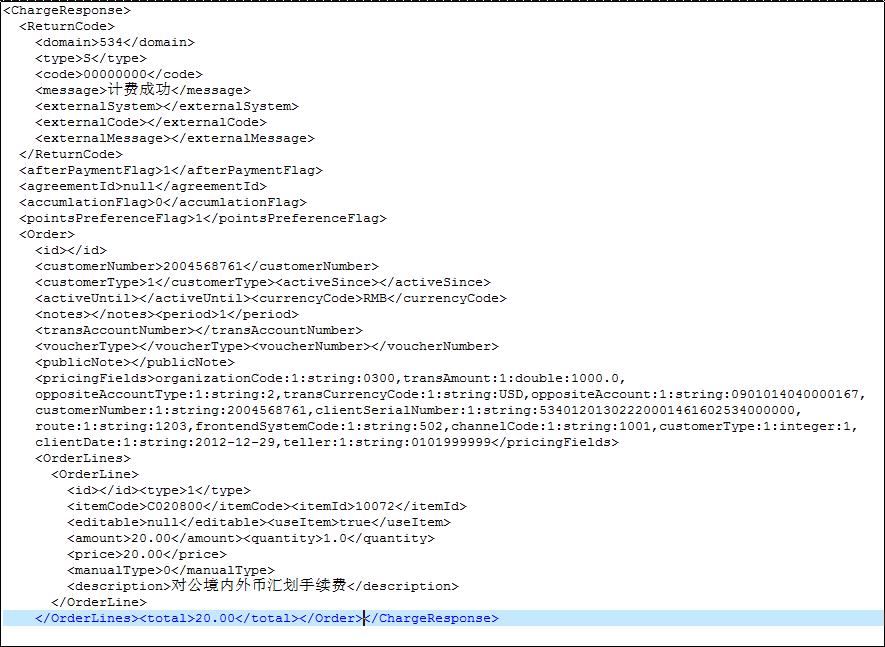 <ChargeResponse>
<ReturnCode>
<domain>534</domain>
<type>S</type>
<code>00000000</code>
<message>计费成功</message>
<externalSystem></externalSystem>
<externalCode></externalCode>
<externalMessage></externalMessage>
</ReturnCode>
<afterPaymentFlag>1</afterPaymentFlag>
<agreementId>null</agreementId>
<accumlationFlag>0</accumlationFlag>
<pointsPreferenceFlag>1</pointsPreferenceFlag>
<Order>
<id></id>
<customerNumber>2004568761</customerNumber>
<customerType>1</customerType><activeSince></activeSince>
<activeUntil></activeUntil><currencyCode>RMB</currencyCode>
<notes></notes><period>1</period>
<transAccountNumber></transAccountNumber>
<voucherType></voucherType><voucherNumber></voucherNumber>
<publicNote></publicNote>
<pricingFields>organizationCode:1:string:0300,transAmount:1:double:1000.0,
oppositeAccountType:1:string:2,transCurrencyCode:1:string:USD,oppositeAccount:1:string:0901014040000167,
customerNumber:1:string:2004568761,clientSerialNumber:1:string:53401201302220001461602534000000,
route:1:string:1203,frontendSystemCode:1:string:502,channelCode:1:string:1001,customerType:1:integer:1,
clientDate:1:string:2012-12-29,teller:1:string:0101999999</pricingFields>
<OrderLines>
<OrderLine>
<id></id><type>1</type>
<itemCode>C020800</itemCode><itemId>10072</itemId>
<editable>null</editable><useItem>true</useItem>
<amount>20.00</amount><quantity>1.0</quantity>
<price>20.00</price>
<manualType>0</manualType>
<description>对公境内外币汇划手续费</description>
</OrderLine>
</OrderLines><total>20.00</total></Order></ChargeResponse>